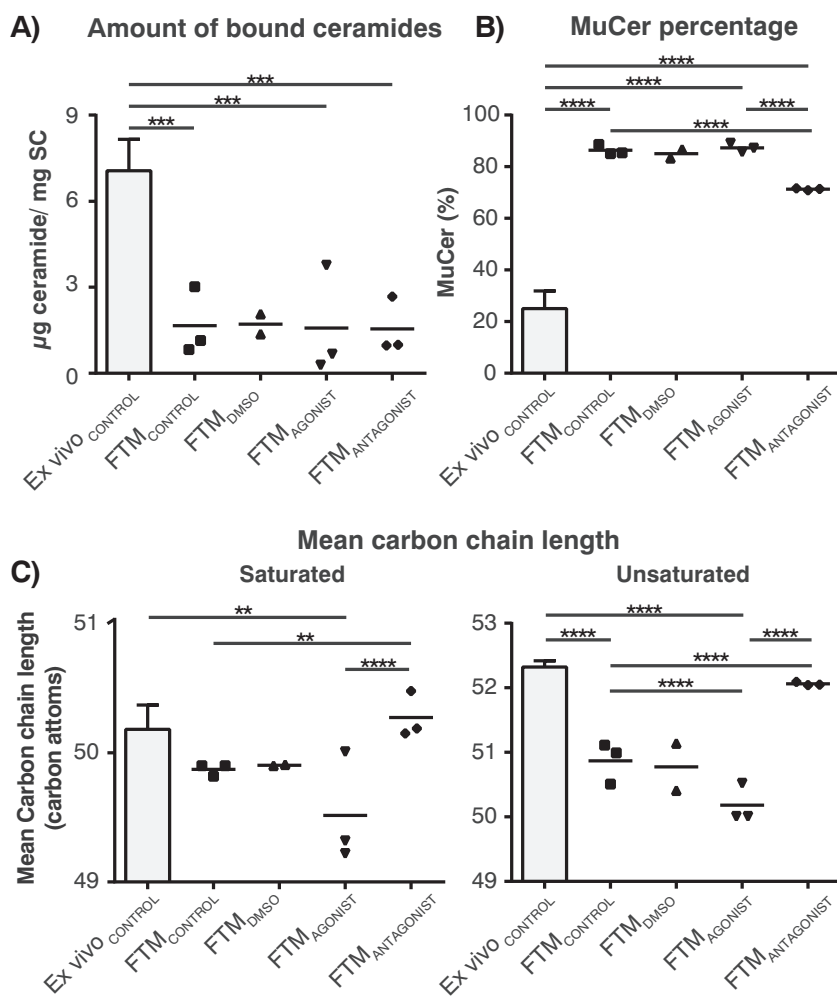 A) Amount of bound ceramides
***
***
***
9
6
3
0
µg ceramide/ mg SC
Ex vivo CONTROL
FTM CONTROL
FTM DMSO
FTM AGONIST
FTM ANTAGONIST
B) MuCer percentage
****
****
**** ****
****
100
80
60
40
20
0
MuCer (%)
Ex vivo CONTROL
FTM CONTROL
FTM DMSO
FTM AGONIST
FTM ANTAGONIST
Mean carbon chain length
C) Saturated
**
**
****
51
50
49
Mean Carbon chain length
(carbon attoms)
Ex vivo CONTROL
FTM CONTROL
FTM DMSO
FTM AGONIST
FTM ANTAGONIST
Unsaturated
****
**** ****
****
****
53
52
51
50
49
Ex vivo CONTROL
FTM CONTROL
FTM DMSO
FTM AGONIST
FTM ANTAGONIST